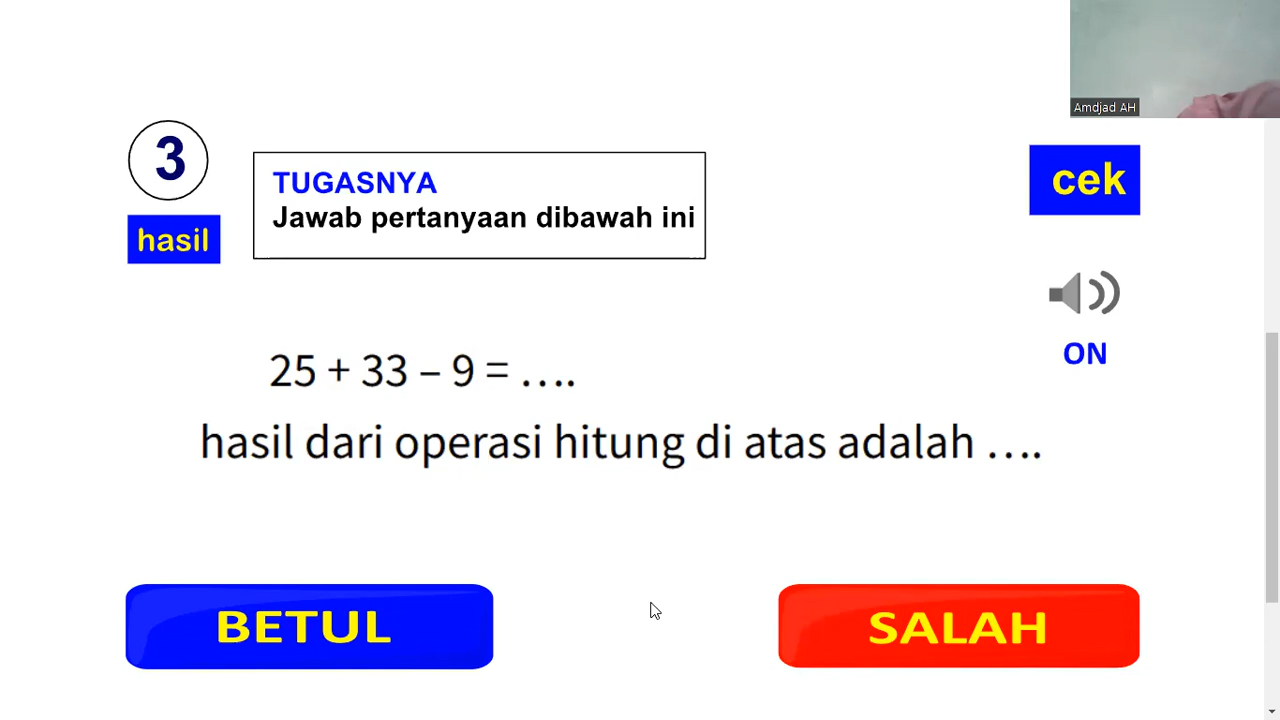 Amdjad AH
3
TUGASNYA
Jawab pertanyaan dibawah ini
cek
hasil
ON
25 + 33 – 9 = ….
hasil dari operasi hitung di atas adalah ….
BETUL
SALAH